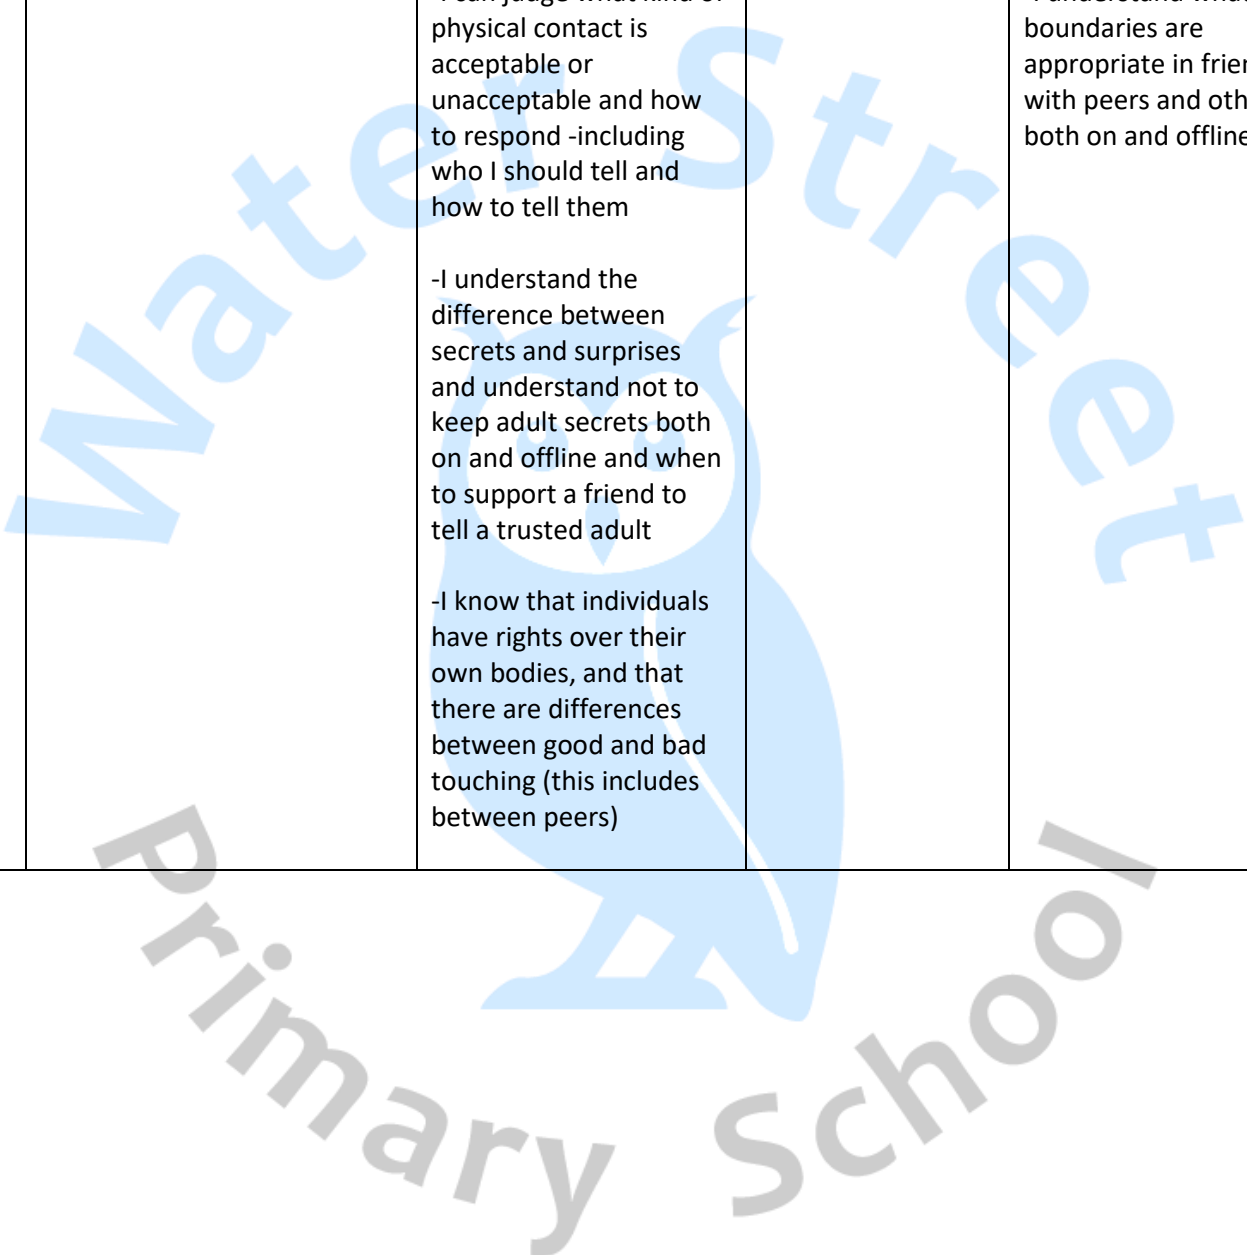 physical contact is
acceptable or
unacceptable and how
to respond -including
who I should tell and
how to tell them
-I understand the
difference between
secrets and surprises
and understand not to
keep adult secrets both
on and offline and when
to support a friend to
tell a trusted adult
-I know that individuals
have rights over their
own bodies, and that
there are differences
between good and bad
touching (this includes
between peers)
boundaries are
appropriate in
with peers and
both on and offline
Water Street
Primary School